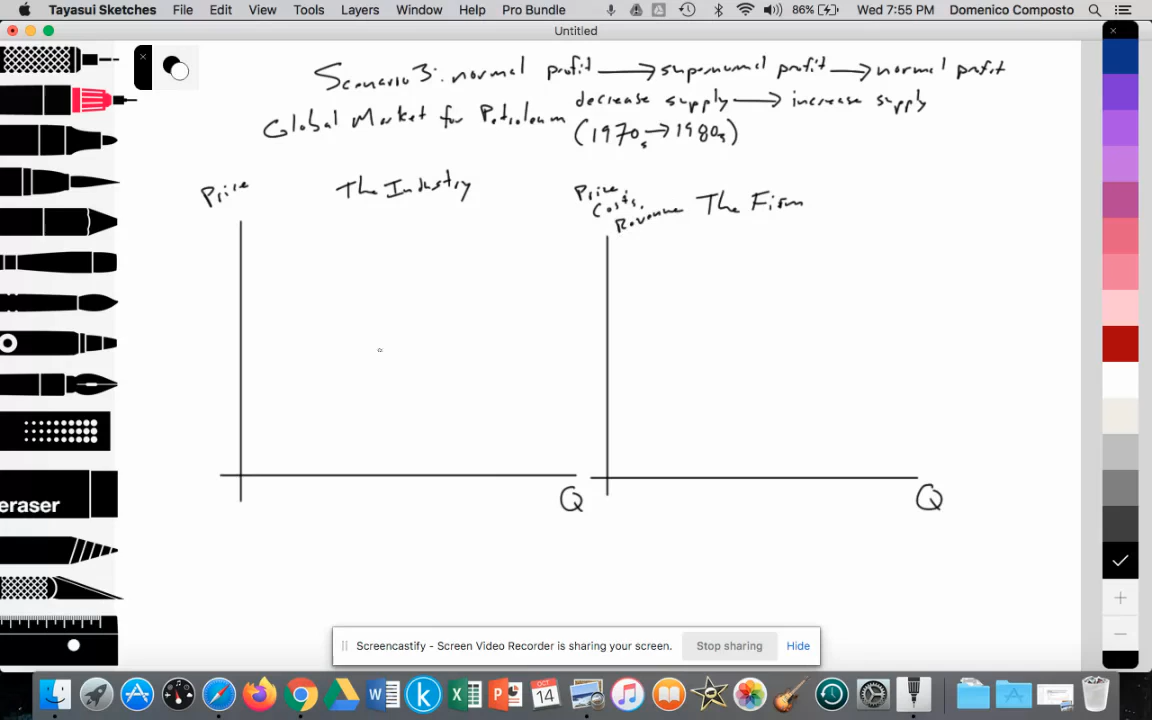 Tayasui Sketches File Edit View Tools Layers Window Help Pro Bundle 86% Wed 7:55 PM Domenico Composto
Untitled
Scenario 3: normal profit → supernormal profit → normal profit
decrease supply → increase supply
Global Market for Petroleum (1970s → 1980s)
Price The Industry
Price, Costs, Revenue The Firm
Q Q
eraser
Screencastify - Screen Video Recorder is sharing your screen. Stop sharing Hide
OCT
14